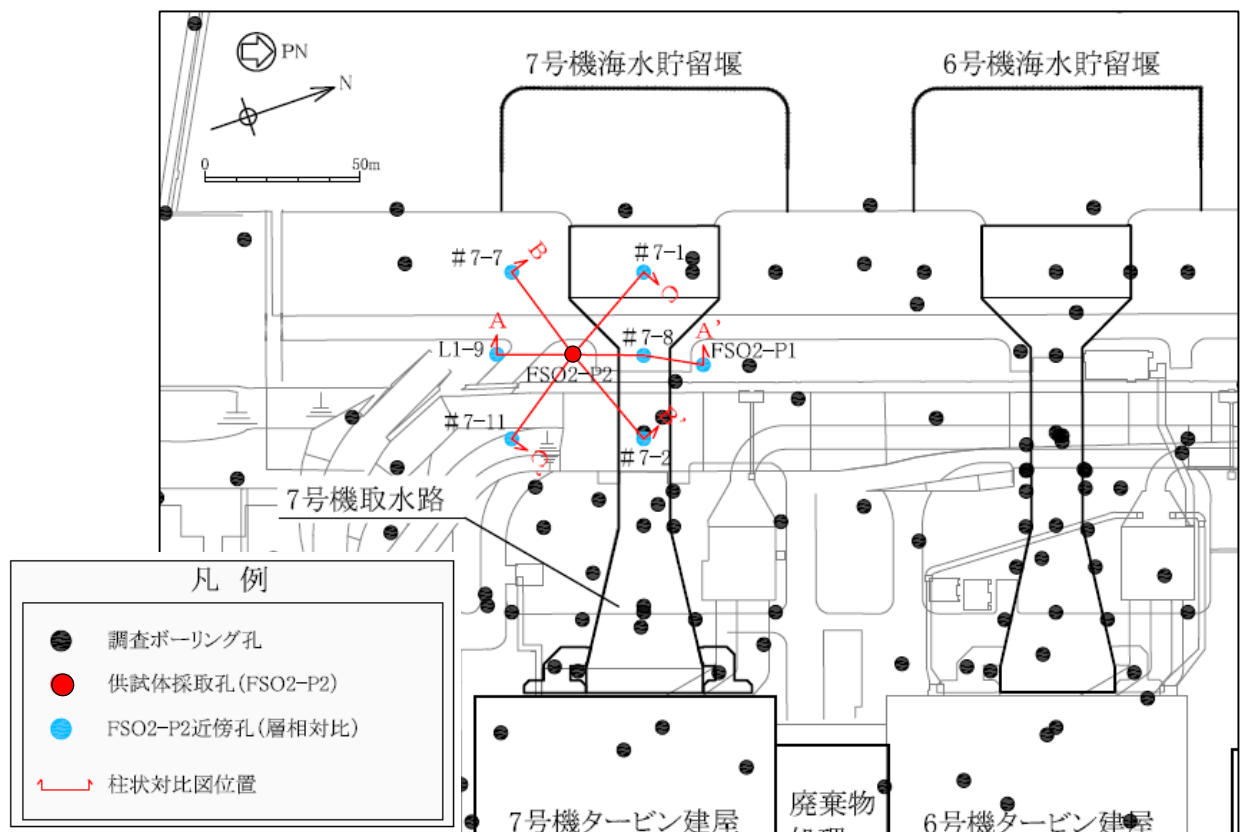 PN
N
0 50m
7号機海水貯留堰
6号機海水貯留堰
#7-7
B
#7-1
C
A
#7-8
A'
L1-9
FSO2-P1
FSO2-P2
#7-11
B'
C'
#7-2
7号機取水路
凡 例
調査ボーリング孔
供試体採取孔(FSO2-P2)
FSO2-P2近傍孔(層相対比)
柱状対比図位置
7号機タービン建屋
廃棄物
処理
6号機タービン建屋